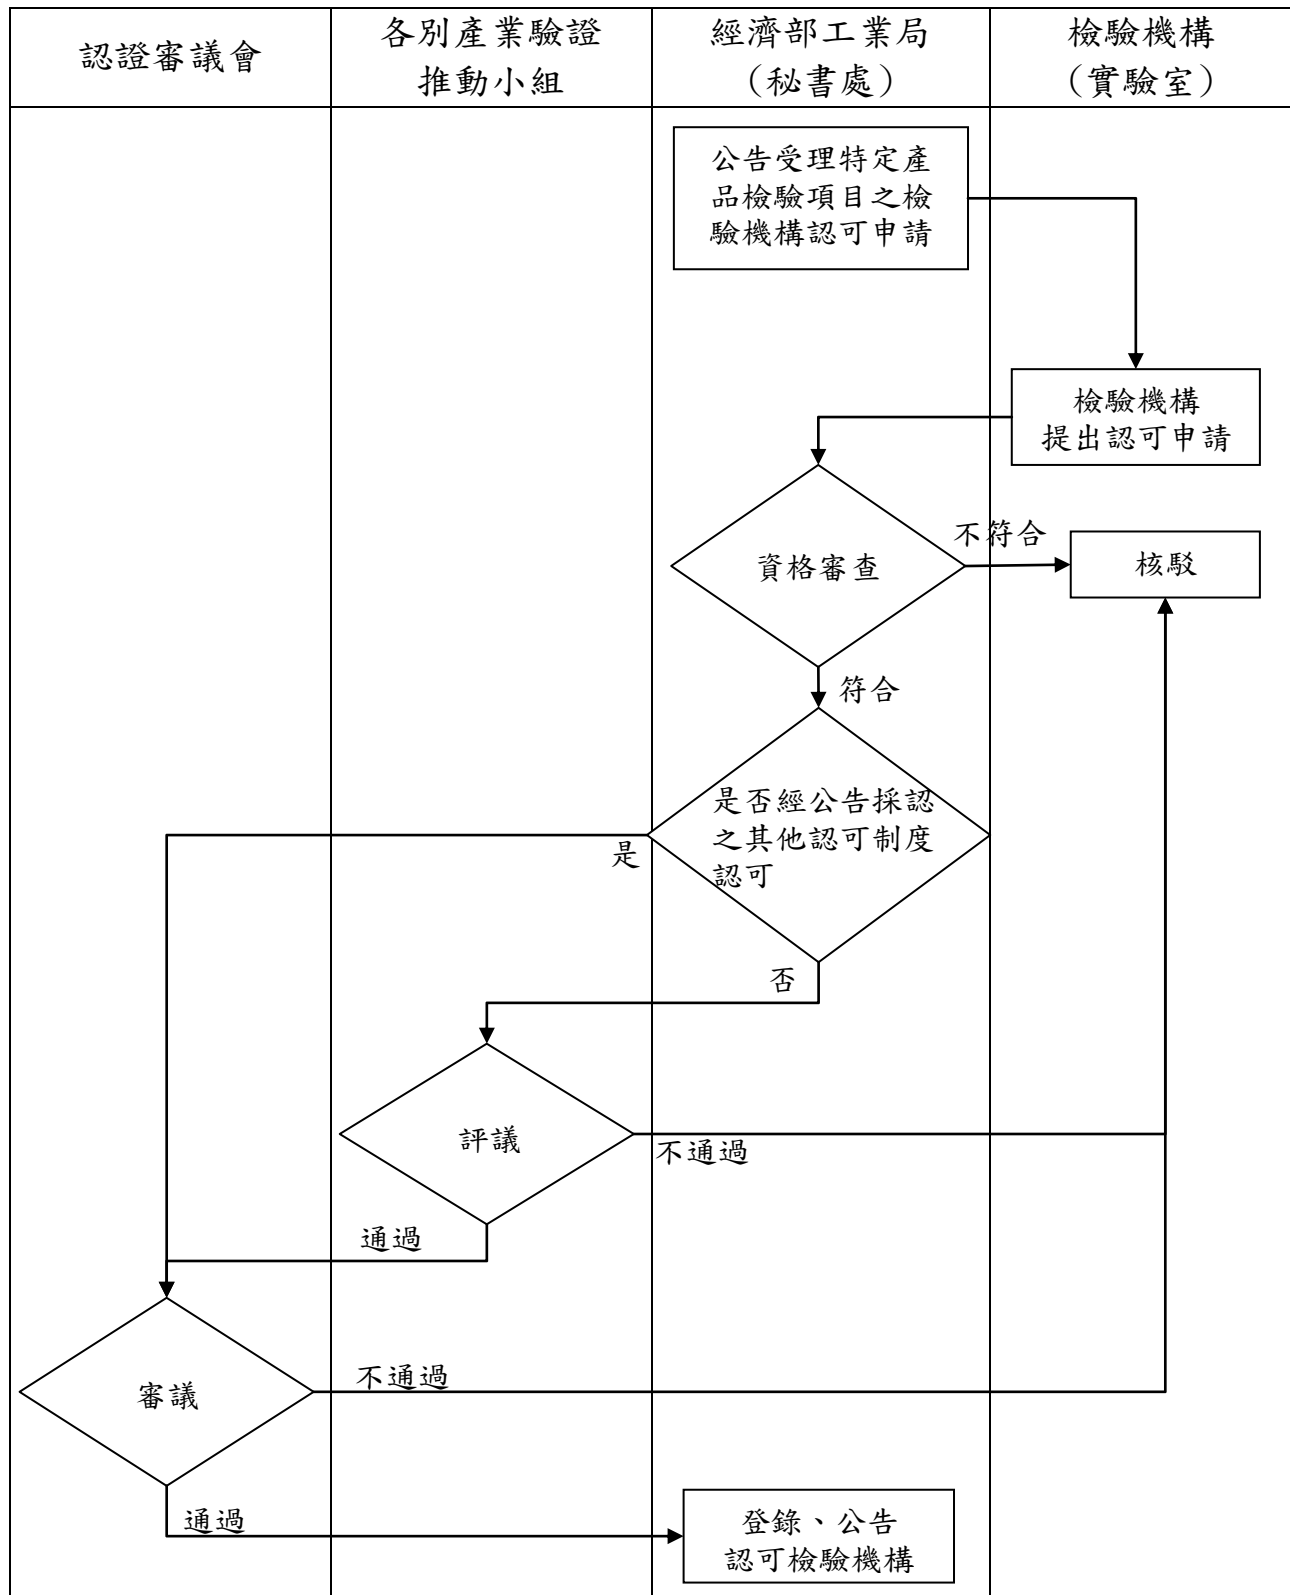 認證審議會
各別產業驗證
推動小組
經濟部工業局
（秘書處）
檢驗機構
（實驗室）
公告受理特定產
品檢驗項目之檢
驗機構認可申請
檢驗機構
提出認可申請
資格審查
不符合
核駁
符合
是否經公告採認
之其他認可制度
認可
是
否
評議
不通過
通過
審議
不通過
通過
登錄、公告
認可檢驗機構